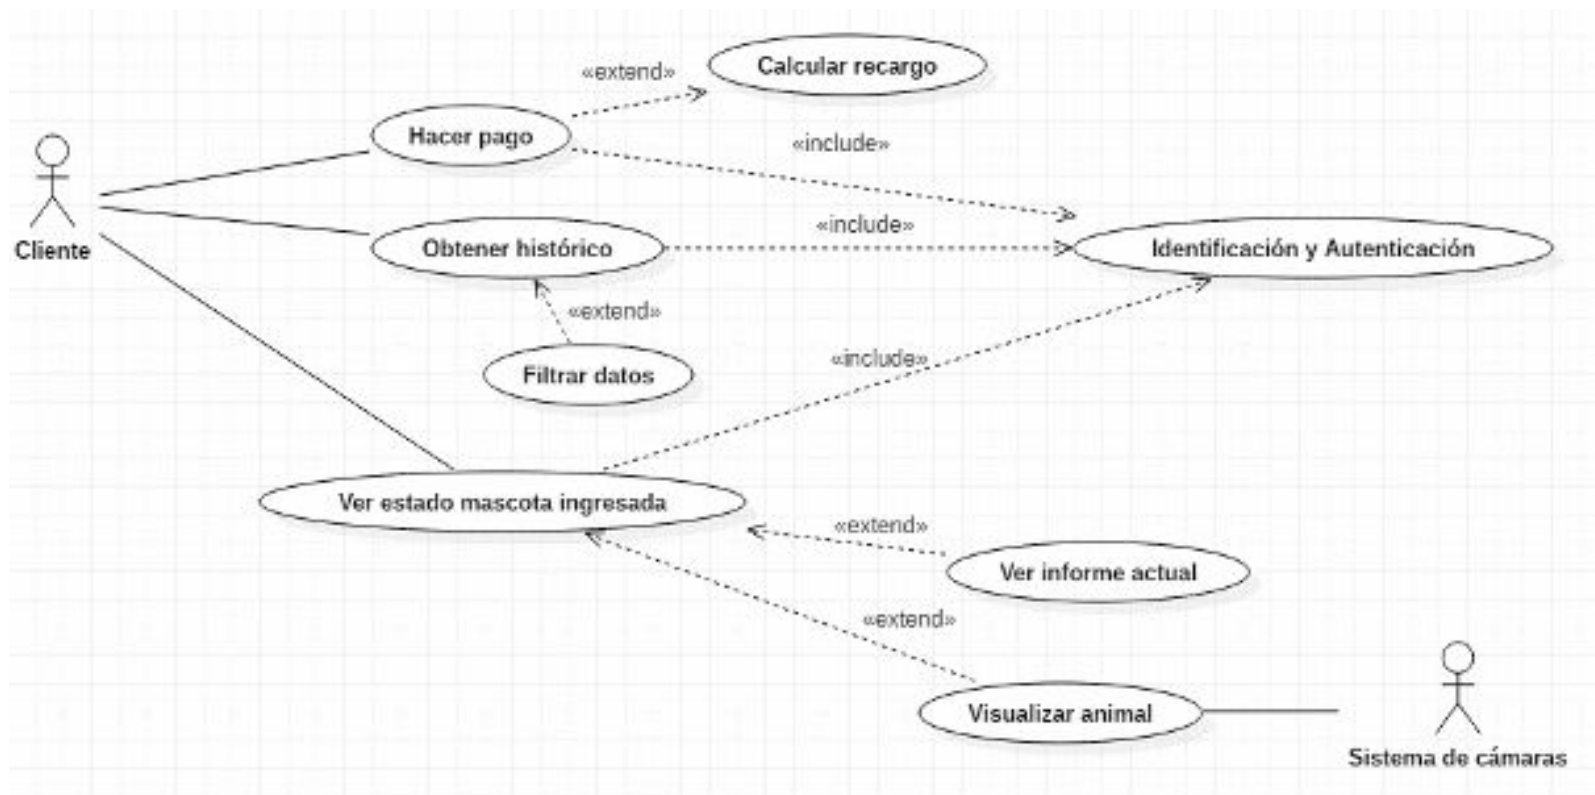 «extend»
Calcular recargo
Hacer pago
«include»
Cliente
«include»
Obtener histórico
Identificación y Autenticación
«extend»
Filtrar datos
«include»
Ver estado mascota ingresada
«extend»
Ver informe actual
«extend»
Visualizar animal
Sistema de cámaras